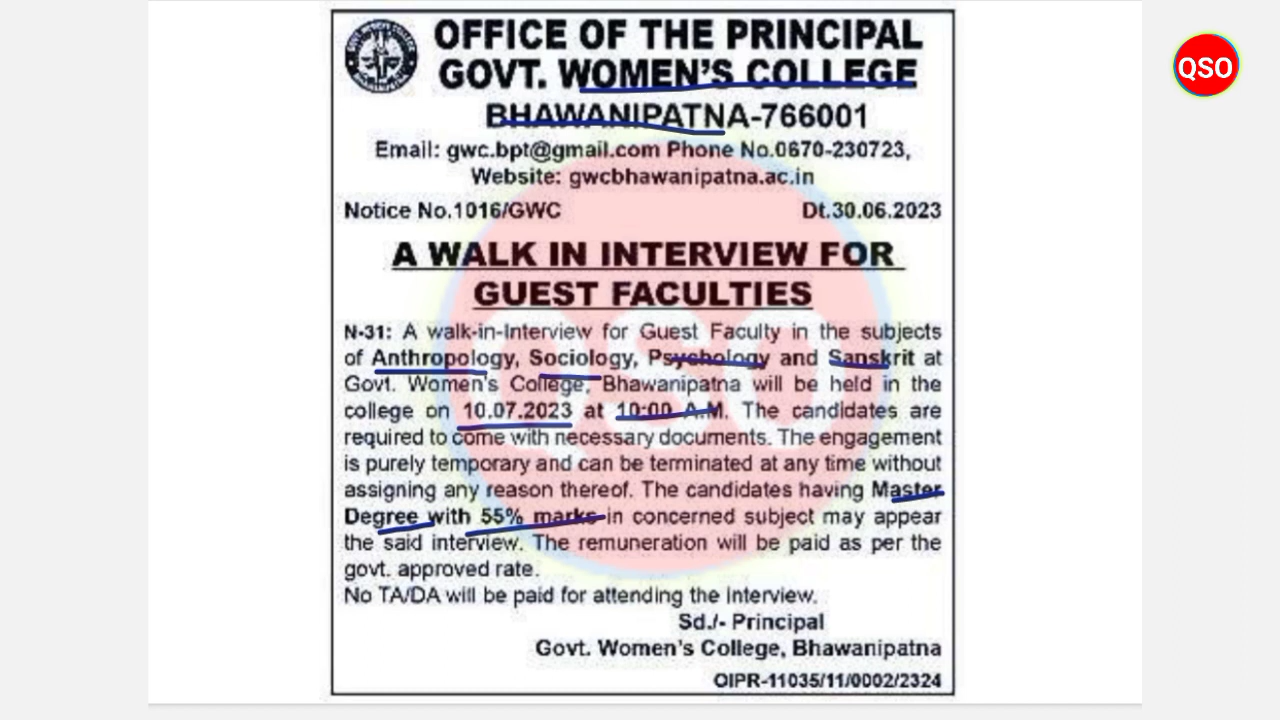 OFFICE OF THE PRINCIPAL
GOVT. WOMEN'S COLLEGE
BHAWANIPATNA-766001
Email: gwc.bpt@gmail.com Phone No.0670-230723,
Website: gwcbhawanipatna.ac.in
Notice No.1016/GWC Dt.30.06.2023
A WALK IN INTERVIEW FOR
GUEST FACULTIES
N-31: A walk-in-Interview for Guest Faculty in the subjects
of Anthropology, Sociology, Psychology and Sanskrit at
Govt. Women's College, Bhawanipatna will be held in the
college on 10.07.2023 at 10:00 A.M. The candidates are
required to come with necessary documents. The engagement
is purely temporary and can be terminated at any time without
assigning any reason thereof. The candidates having Master
Degree with 55% marks in concerned subject may appear
the said interview. The remuneration will be paid as per the
govt. approved rate.
No TA/DA will be paid for attending the Interview.
Sd./- Principal
Govt. Women's College, Bhawanipatna
OIPR-11035/11/0002/2324
QSO
QSO